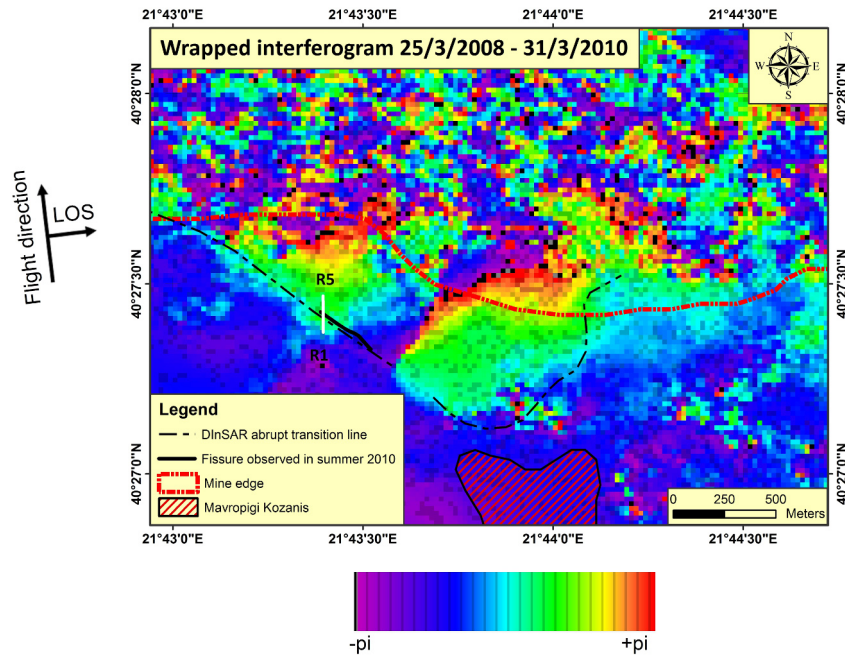 Wrapped interferogram 25/3/2008 - 31/3/2010
N
W E
S
40°28'0"N
40°28'0"N
Flight direction
LOS
40°27'30"N
40°27'30"N
R5
R1
Legend
DInSAR abrupt transition line
Fissure observed in summer 2010
Mine edge
Mavropigi Kozanis
40°27'0"N
40°27'0"N
0 250 500
Meters
21°43'0"E 21°43'30"E 21°44'0"E 21°44'30"E
21°43'0"E 21°43'30"E 21°44'0"E 21°44'30"E
-pi +pi